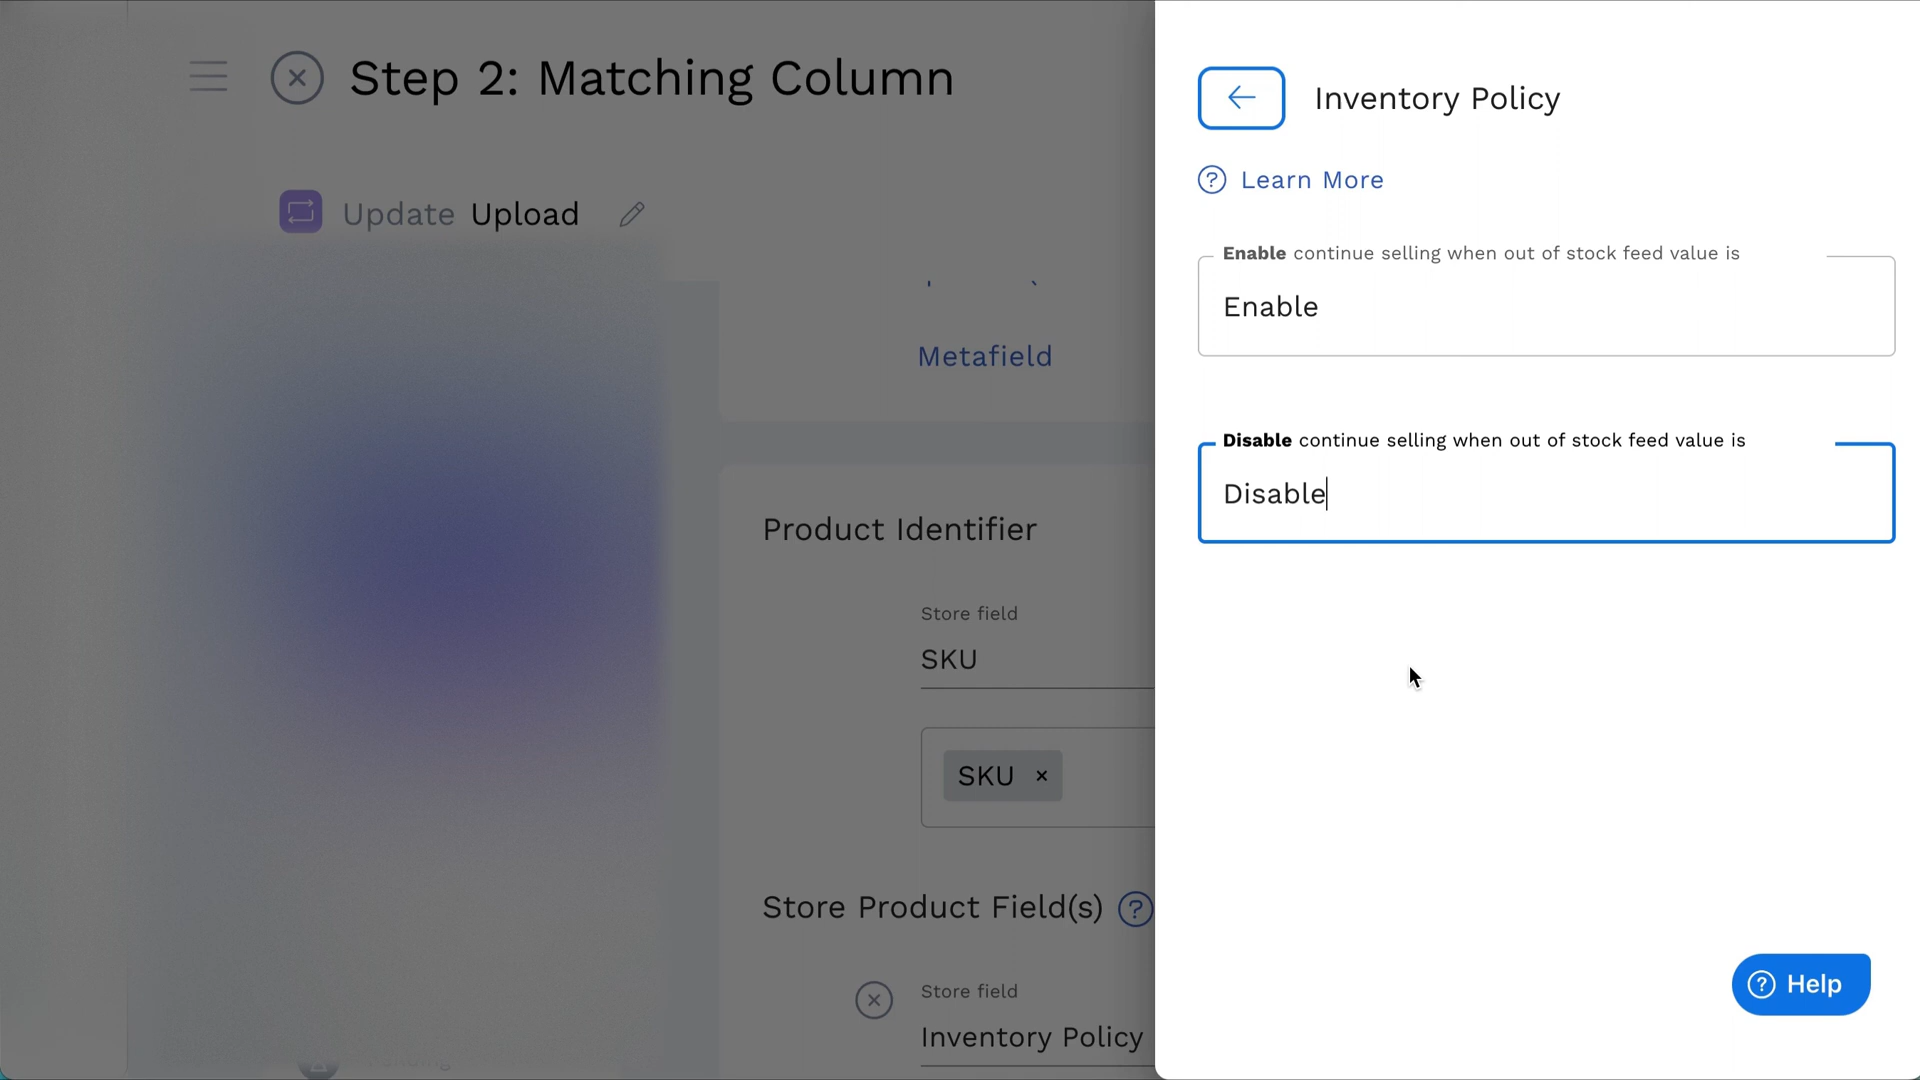 Step 2: Matching Column
Update Upload
Metafield
Product Identifier
Store field
SKU
SKU ×
Store Product Field(s)
Store field
Inventory Policy
Inventory Policy
Learn More
Enable continue selling when out of stock feed value is
Enable
Disable continue selling when out of stock feed value is
Disable
Help